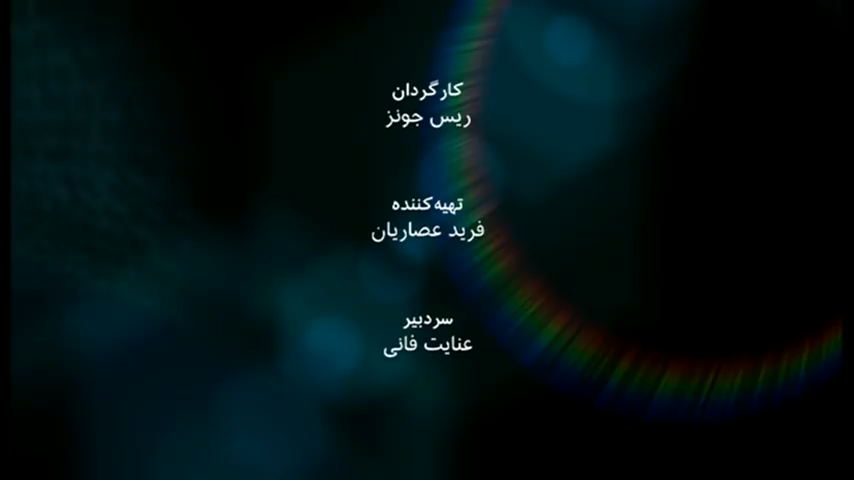 کارگردان
ریس جونز
تهیه‌کننده
فرید عصاریان
سردبیر
عنایت فانی